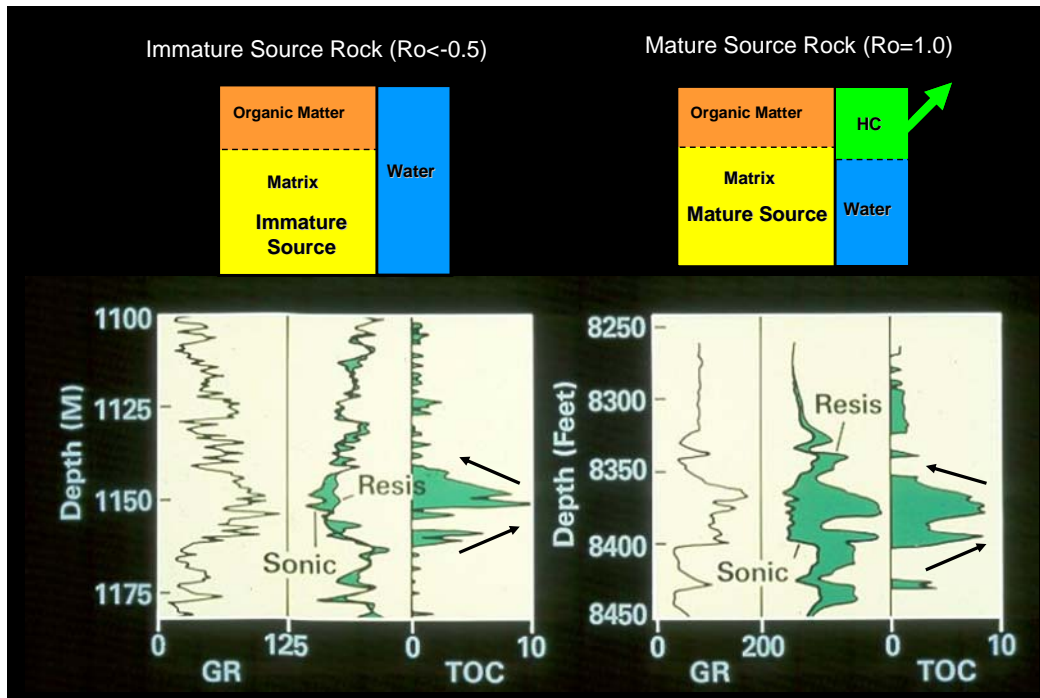 Immature Source Rock (Ro<-0.5)
Mature Source Rock (Ro=1.0)
Organic Matter
Matrix
Immature
Source
Water
Organic Matter
Matrix
Mature Source
HC
Water
Depth (M)
1100
1125
1150
1175
Resis
Sonic
0
125
0
10
GR
TOC
Depth (Feet)
8250
8300
8350
8400
8450
Resis
Sonic
0
200
0
10
GR
TOC